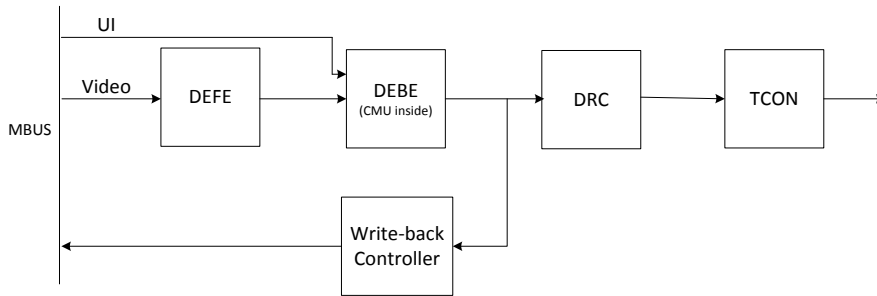 UI
Video
MBUS
DEFE
DEBE
(CMU inside)
DRC
TCON
Write-back
Controller